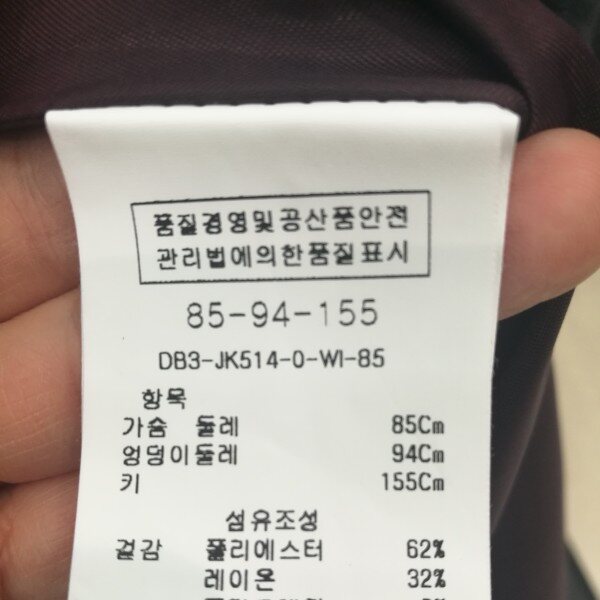 품질경영및공산품안전
관리법에의한품질표시
85-94-155
DB3-JK514-0-WI-85
항목
가슴 둘레 85Cm
엉덩이둘레 94Cm
키 155Cm
섬유조성
겉감 폴리에스터 62%
레이온 32%